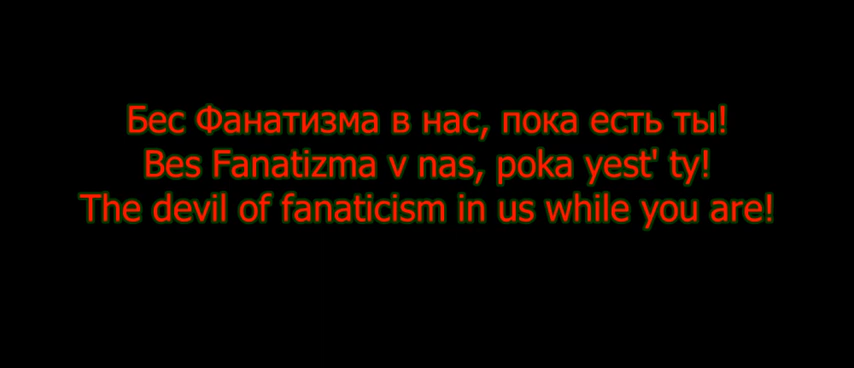 Бес Фанатизма в нас, пока есть ты!
Bes Fanatizma v nas, poka yest' ty!
The devil of fanaticism in us while you are!